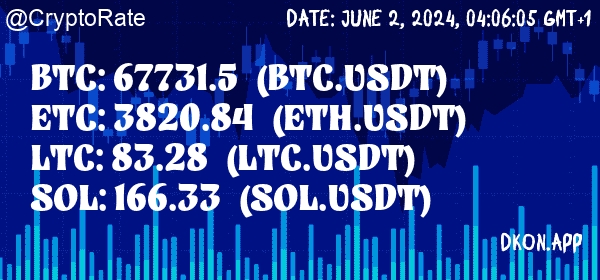 @CryptoRate
DATE: JUNE 2, 2024, 04:06:05 GMT+1
BTC: 67731.5 (BTC.USDT)
ETC: 3820.84 (ETH.USDT)
LTC: 83.28 (LTC.USDT)
SOL: 166.33 (SOL.USDT)
DKON.APP